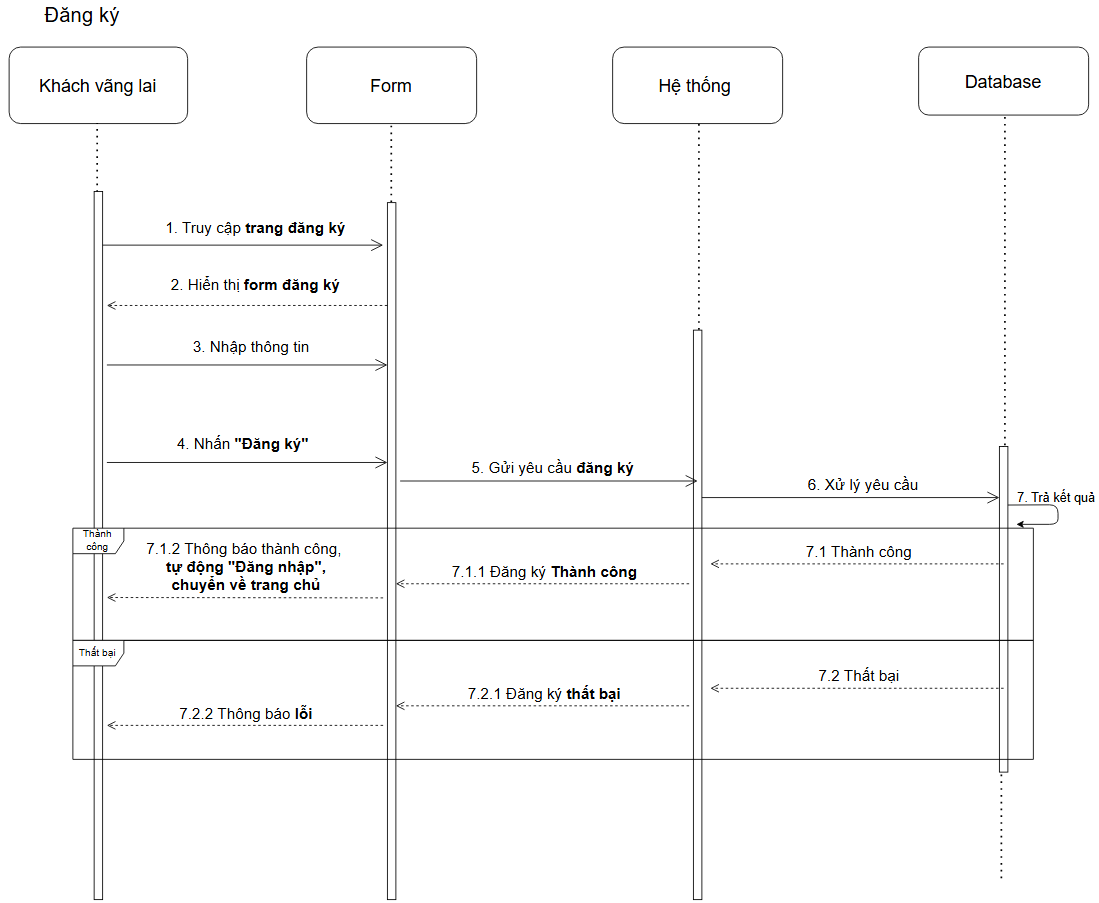 Đăng ký
Khách vãng lai
Form
Hệ thống
Database
1. Truy cập trang đăng ký
2. Hiển thị form đăng ký
3. Nhập thông tin
4. Nhấn "Đăng ký"
5. Gửi yêu cầu đăng ký
6. Xử lý yêu cầu
7. Trả kết quả
Thành
công
7.1 Thành công
7.1.1 Đăng ký Thành công
7.1.2 Thông báo thành công,
tự động "Đăng nhập",
chuyển về trang chủ
Thất bại
7.2 Thất bại
7.2.1 Đăng ký thất bại
7.2.2 Thông báo lỗi